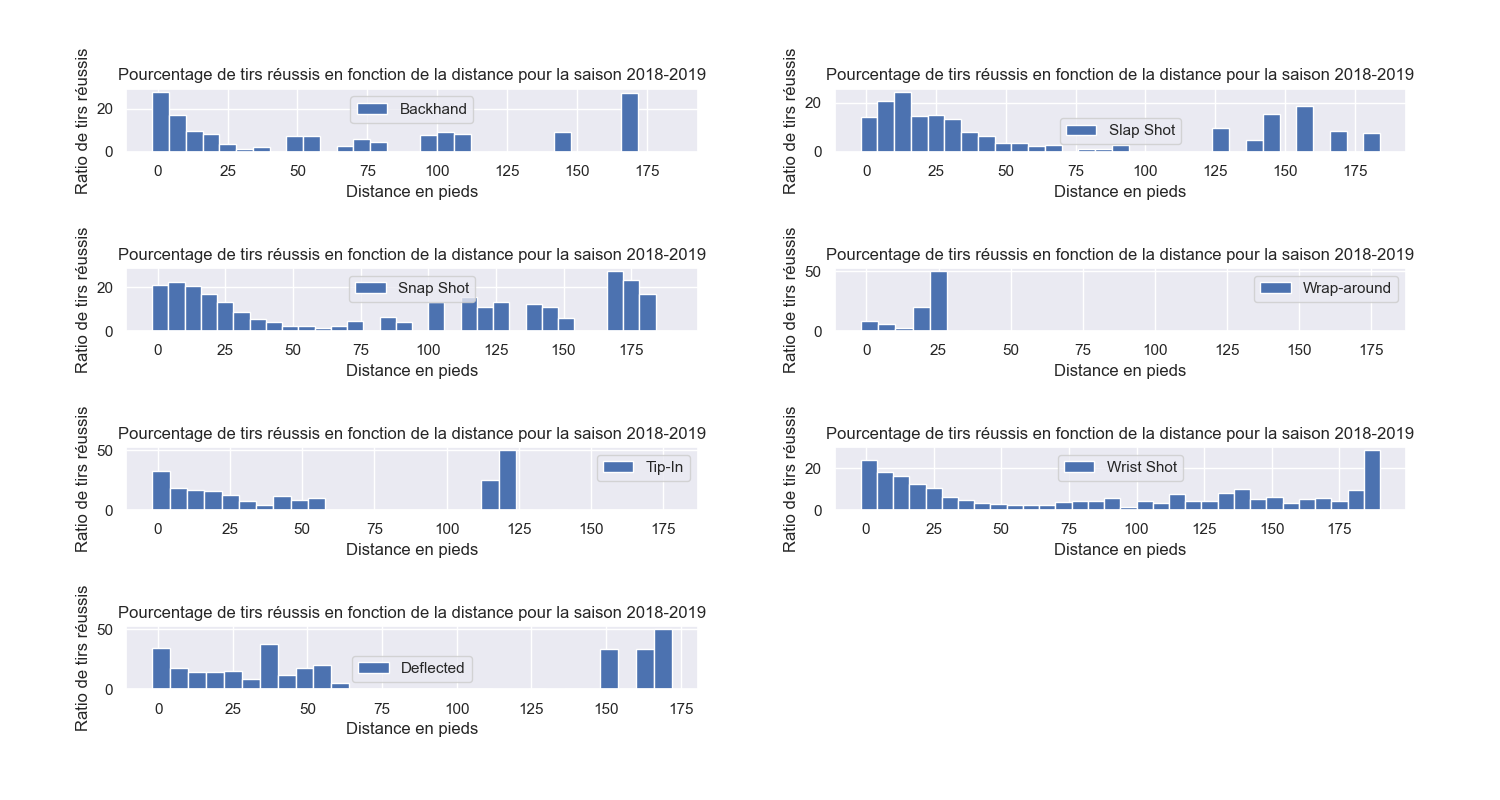 Pourcentage de tirs réussis en fonction de la distance pour la saison 2018-2019
Ratio de tirs réussis
20
0
Backhand
0 25 50 75 100 125 150 175
Distance en pieds
Pourcentage de tirs réussis en fonction de la distance pour la saison 2018-2019
Ratio de tirs réussis
20
0
Slap Shot
0 25 50 75 100 125 150 175
Distance en pieds
Pourcentage de tirs réussis en fonction de la distance pour la saison 2018-2019
Ratio de tirs réussis
20
0
Snap Shot
0 25 50 75 100 125 150 175
Distance en pieds
Pourcentage de tirs réussis en fonction de la distance pour la saison 2018-2019
Ratio de tirs réussis
50
0
Wrap-around
0 25 50 75 100 125 150 175
Distance en pieds
Pourcentage de tirs réussis en fonction de la distance pour la saison 2018-2019
Ratio de tirs réussis
50
0
Tip-In
0 25 50 75 100 125 150 175
Distance en pieds
Pourcentage de tirs réussis en fonction de la distance pour la saison 2018-2019
Ratio de tirs réussis
20
0
Wrist Shot
0 25 50 75 100 125 150 175
Distance en pieds
Pourcentage de tirs réussis en fonction de la distance pour la saison 2018-2019
Ratio de tirs réussis
50
0
Deflected
0 25 50 75 100 125 150 175
Distance en pieds